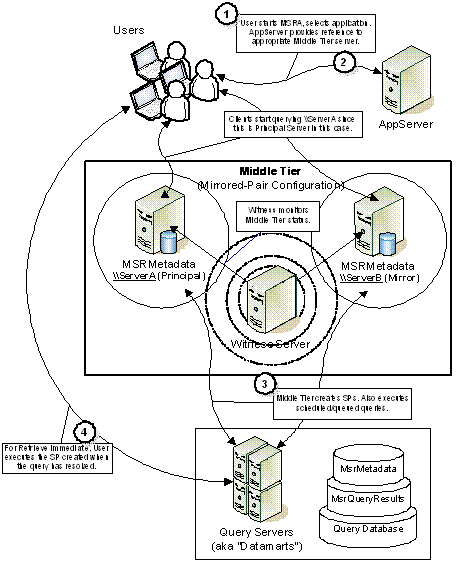 1
User starts MSRA, selects application.
AppServer provides reference to
appropriate Middle Tier server.
Users
2
AppServer
Clients start querying \\ServerA since
this is Principal Server in this case.
Middle Tier
(Mirrored-Pair Configuration)
Witness monitors
Middle Tier status.
MSRMetadata
\\ServerA (Principal)
MSRMetadata
\\ServerB (Mirror)
Witness Server
3
Middle Tier creates SPs. Also executes
scheduled/queued queries.
4
For Retrieve Immediate, User
executes the SP created when
the query has resolved.
MsrMetadata
MsrQueryResults
Query Database
Query Servers
(aka "Datamarts")